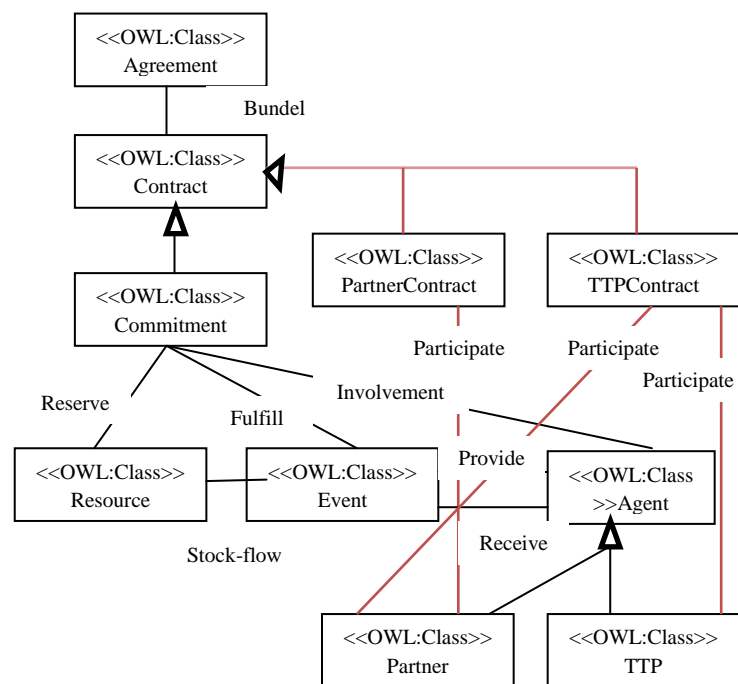 <<OWL:Class>>
Agreement
Bundel
<<OWL:Class>>
Contract
<<OWL:Class>>
PartnerContract
<<OWL:Class>>
TTPContract
<<OWL:Class>>
Commitment
Participate
Participate
Participate
Involvement
Reserve
Fulfill
<<OWL:Class>>
Resource
<<OWL:Class>>
Event
Provide
<<OWL:Class
>>Agent
Receive
Stock-flow
<<OWL:Class>>
Partner
<<OWL:Class>>
TTP